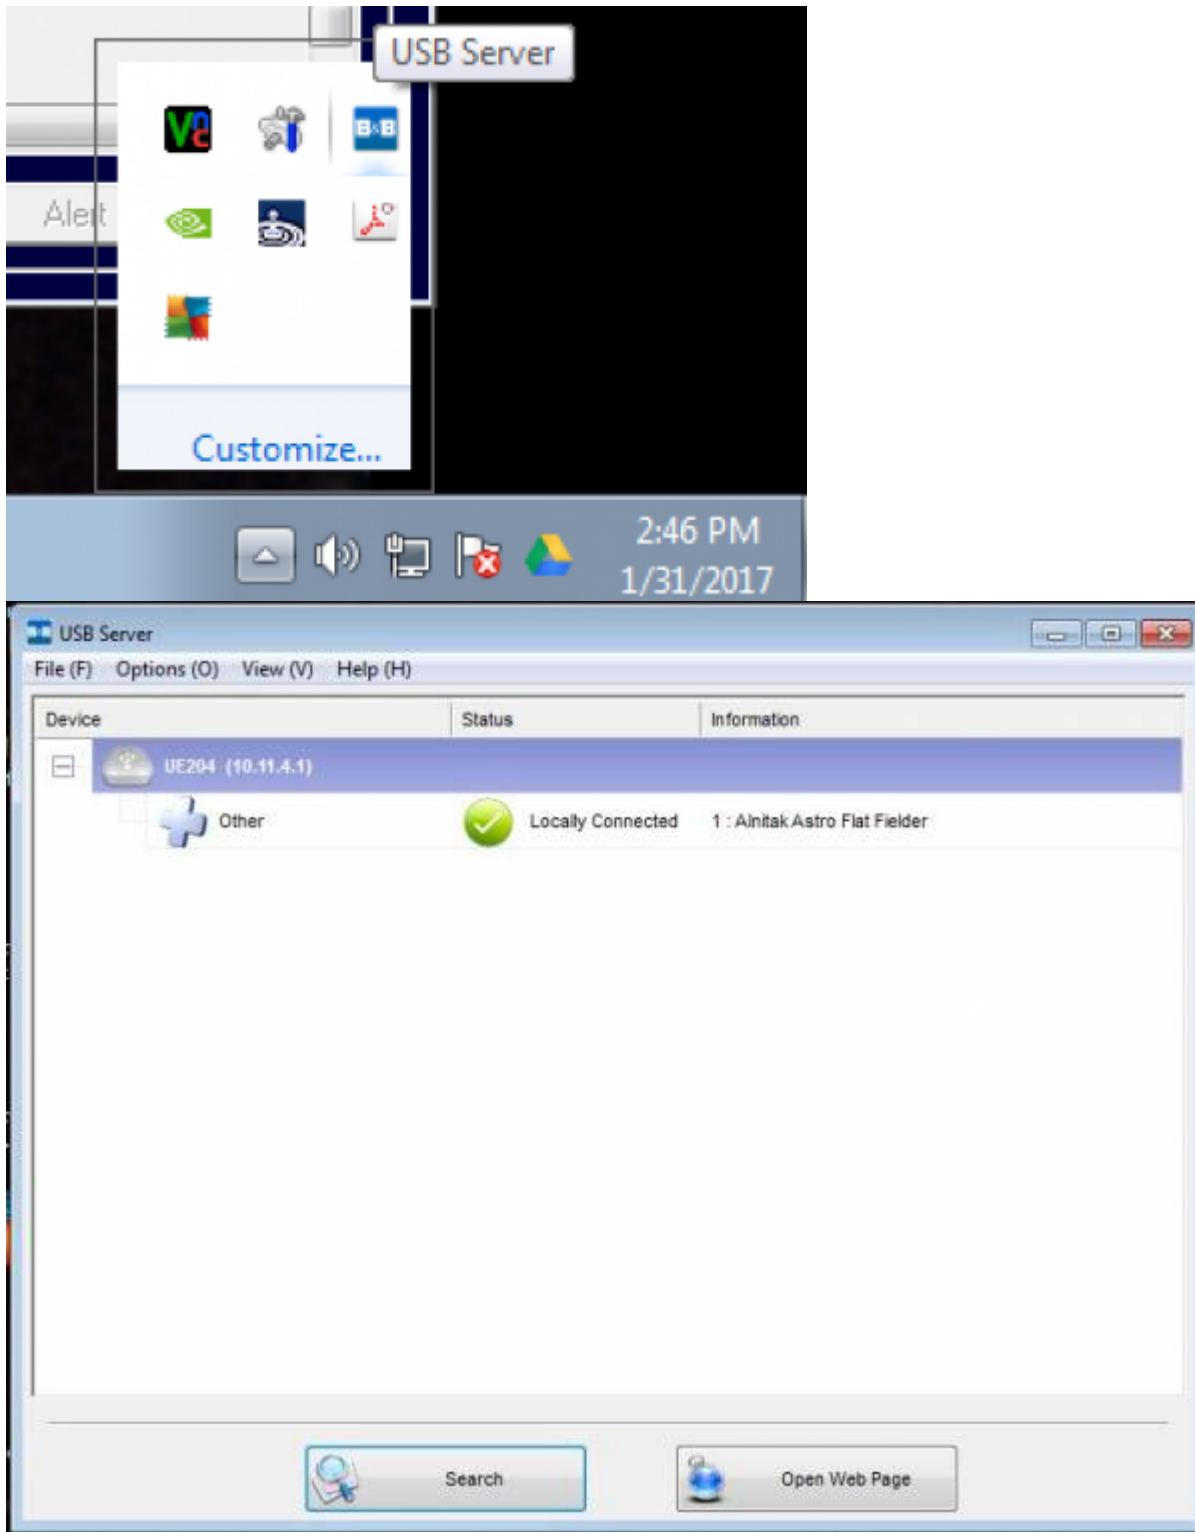 USB Server
VNC
B&B
Alert
Customize...
2:46 PM
1/31/2017
USB Server
File (F) Options (O) View (V) Help (H)
Device Status Information
UE204 (10.11.4.1)
Other Locally Connected 1 : Alnitak Astro Flat Fielder
Search Open Web Page